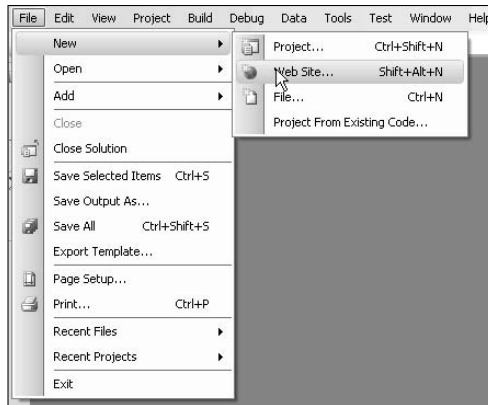 File Edit View Project Build Debug Data Tools Test Window Help
New
Open
Add
Close
Close Solution
Save Selected Items Ctrl+S
Save Output As...
Save All Ctrl+Shift+S
Export Template...
Page Setup...
Print... Ctrl+P
Recent Files
Recent Projects
Exit
Project... Ctrl+Shift+N
Web Site... Shift+Alt+N
File... Ctrl+N
Project From Existing Code...